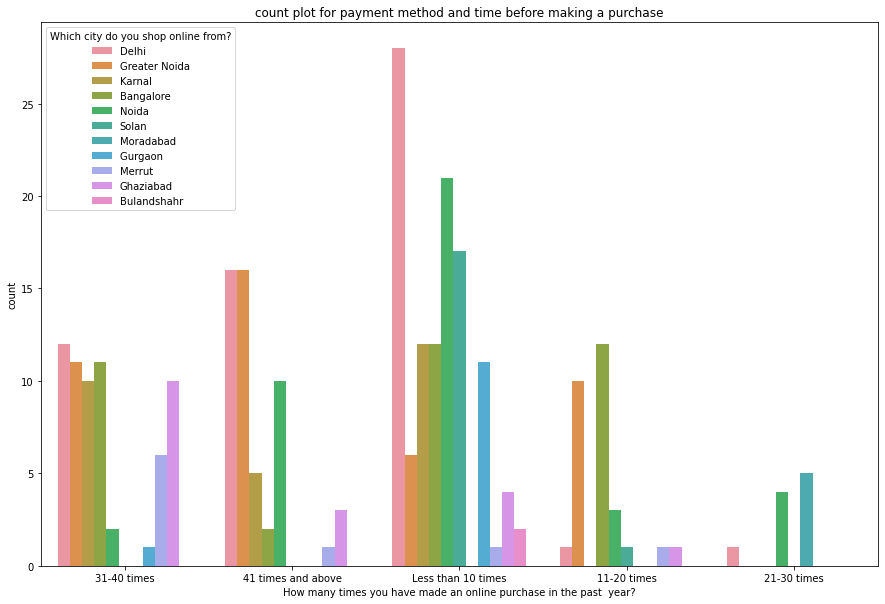 count plot for payment method and time before making a purchase
Which city do you shop online from?
Delhi
Greater Noida
Karnal
Bangalore
Noida
Solan
Moradabad
Gurgaon
Merrut
Ghaziabad
Bulandshahr
count
25
20
15
10
5
0
31-40 times
41 times and above
Less than 10 times
11-20 times
21-30 times
How many times you have made an online purchase in the past  year?